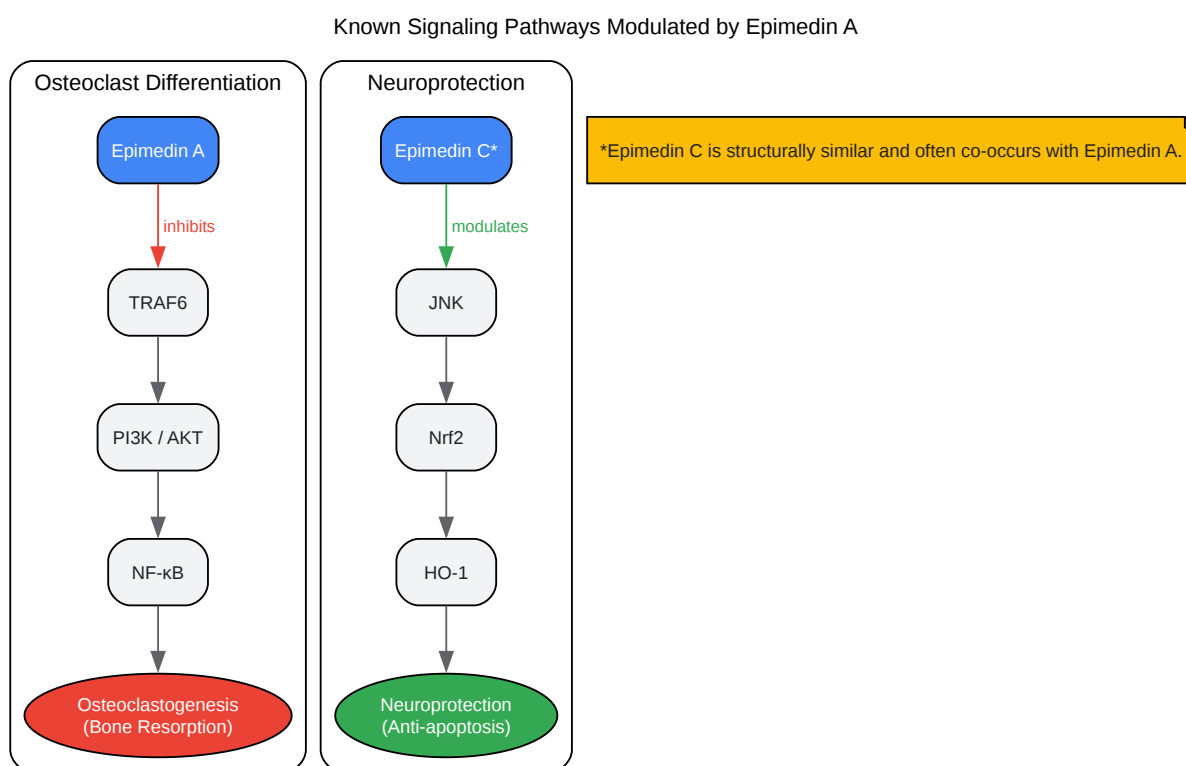 Known Signaling Pathways Modulated by Epimedin A
Osteoclast Differentiation
Epimedin A
inhibits
TRAF6
PI3K / AKT
NF-κB
Osteoclastogenesis
(Bone Resorption)
Neuroprotection
Epimedin C*
modulates
JNK
Nrf2
HO-1
Neuroprotection
(Anti-apoptosis)
*Epimedin C is structurally similar and often co-occurs with Epimedin A.